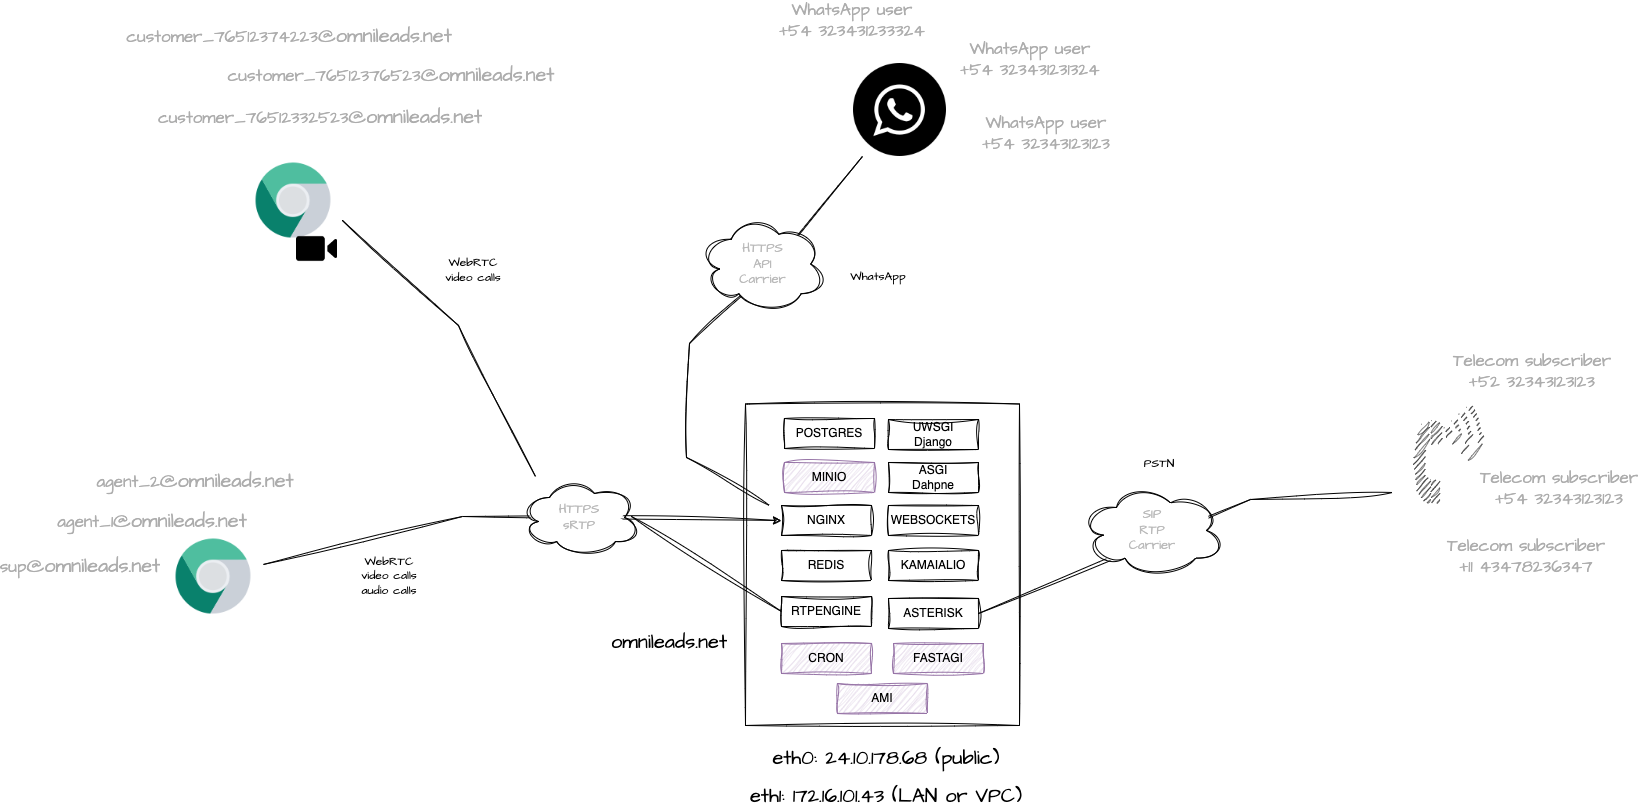 WhatsApp user
+54 323431233324
customer_76512374223@omnileads.net
WhatsApp user
+54 323431231324
customer_76512376523@omnileads.net
customer_76512332523@omnileads.net
WhatsApp user
+54 32343123123
WebRTC
video calls
HTTPS
API
Carrier
WhatsApp
Telecom subscriber
+52 32343123123
POSTGRES
UWSGI
Django
MINIO
ASGI
Dahpne
PSTN
agent_2@omnileads.net
Telecom subscriber
+54 32343123123
agent_1@omnileads.net
HTTPS
sRTP
NGINX
WEBSOCKETS
SIP
RTP
Carrier
sup@omnileads.net
WebRTC
video calls
audio calls
REDIS
KAMAIALIO
Telecom subscriber
+11 43478236347
RTPENGINE
ASTERISK
omnileads.net
CRON
FASTAGI
AMI
eth0: 24.10.178.68 (public)
eth1: 172.16.101.43 (LAN or VPC)